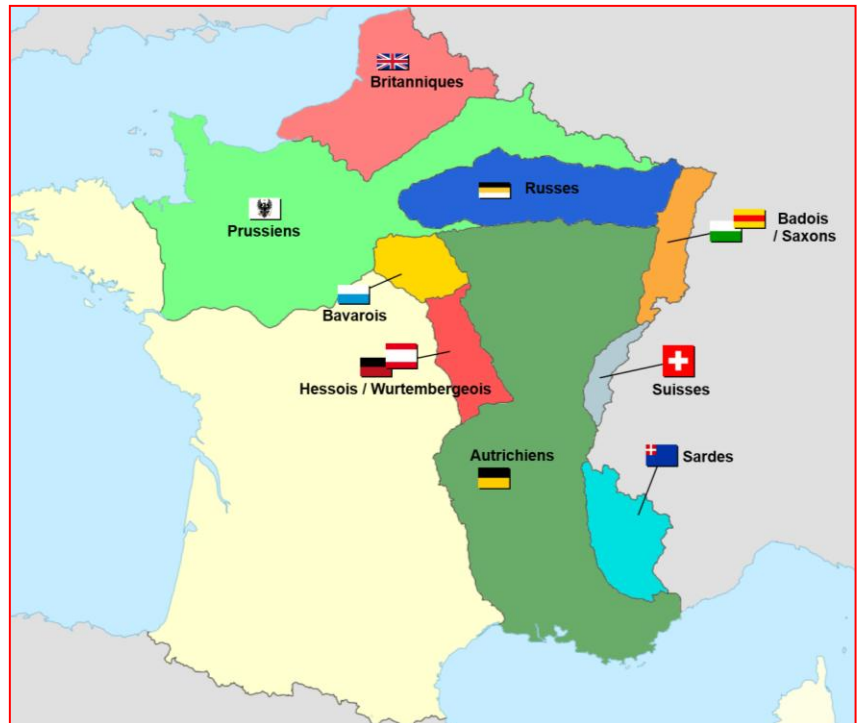 Britanniques
Russes
Badois
/ Saxons
Prussiens
Bavarois
Hessois / Wurtembergeois
Suisses
Autrichiens
Sardes